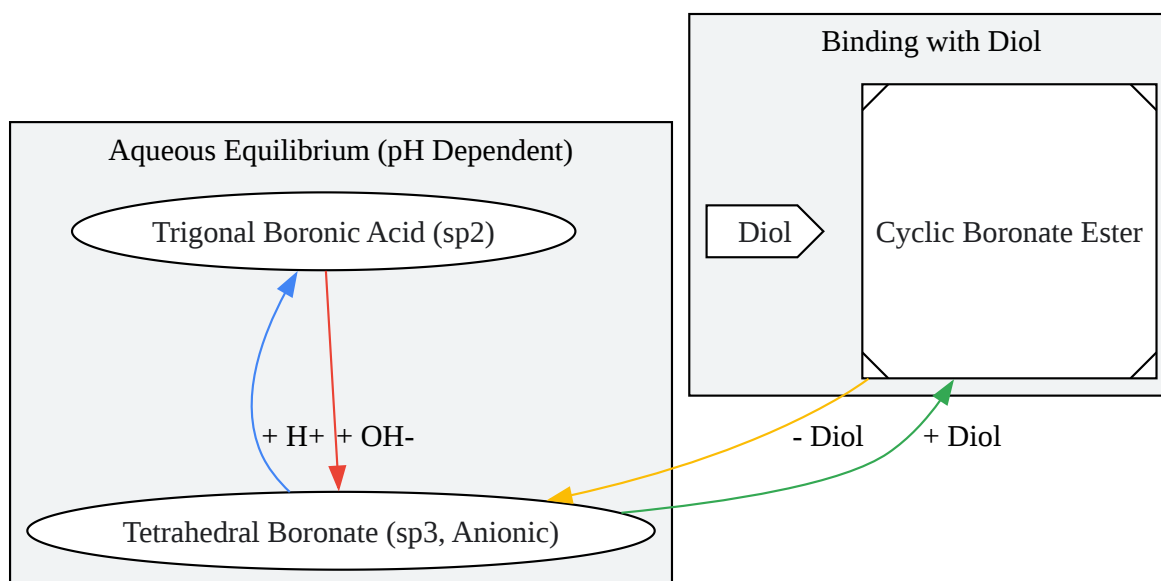 Binding with Diol
Diol
Cyclic Boronate Ester
Aqueous Equilibrium (pH Dependent)
Trigonal Boronic Acid (sp2)
+ H+
+ OH-
- Diol
+ Diol
Tetrahedral Boronate (sp3, Anionic)